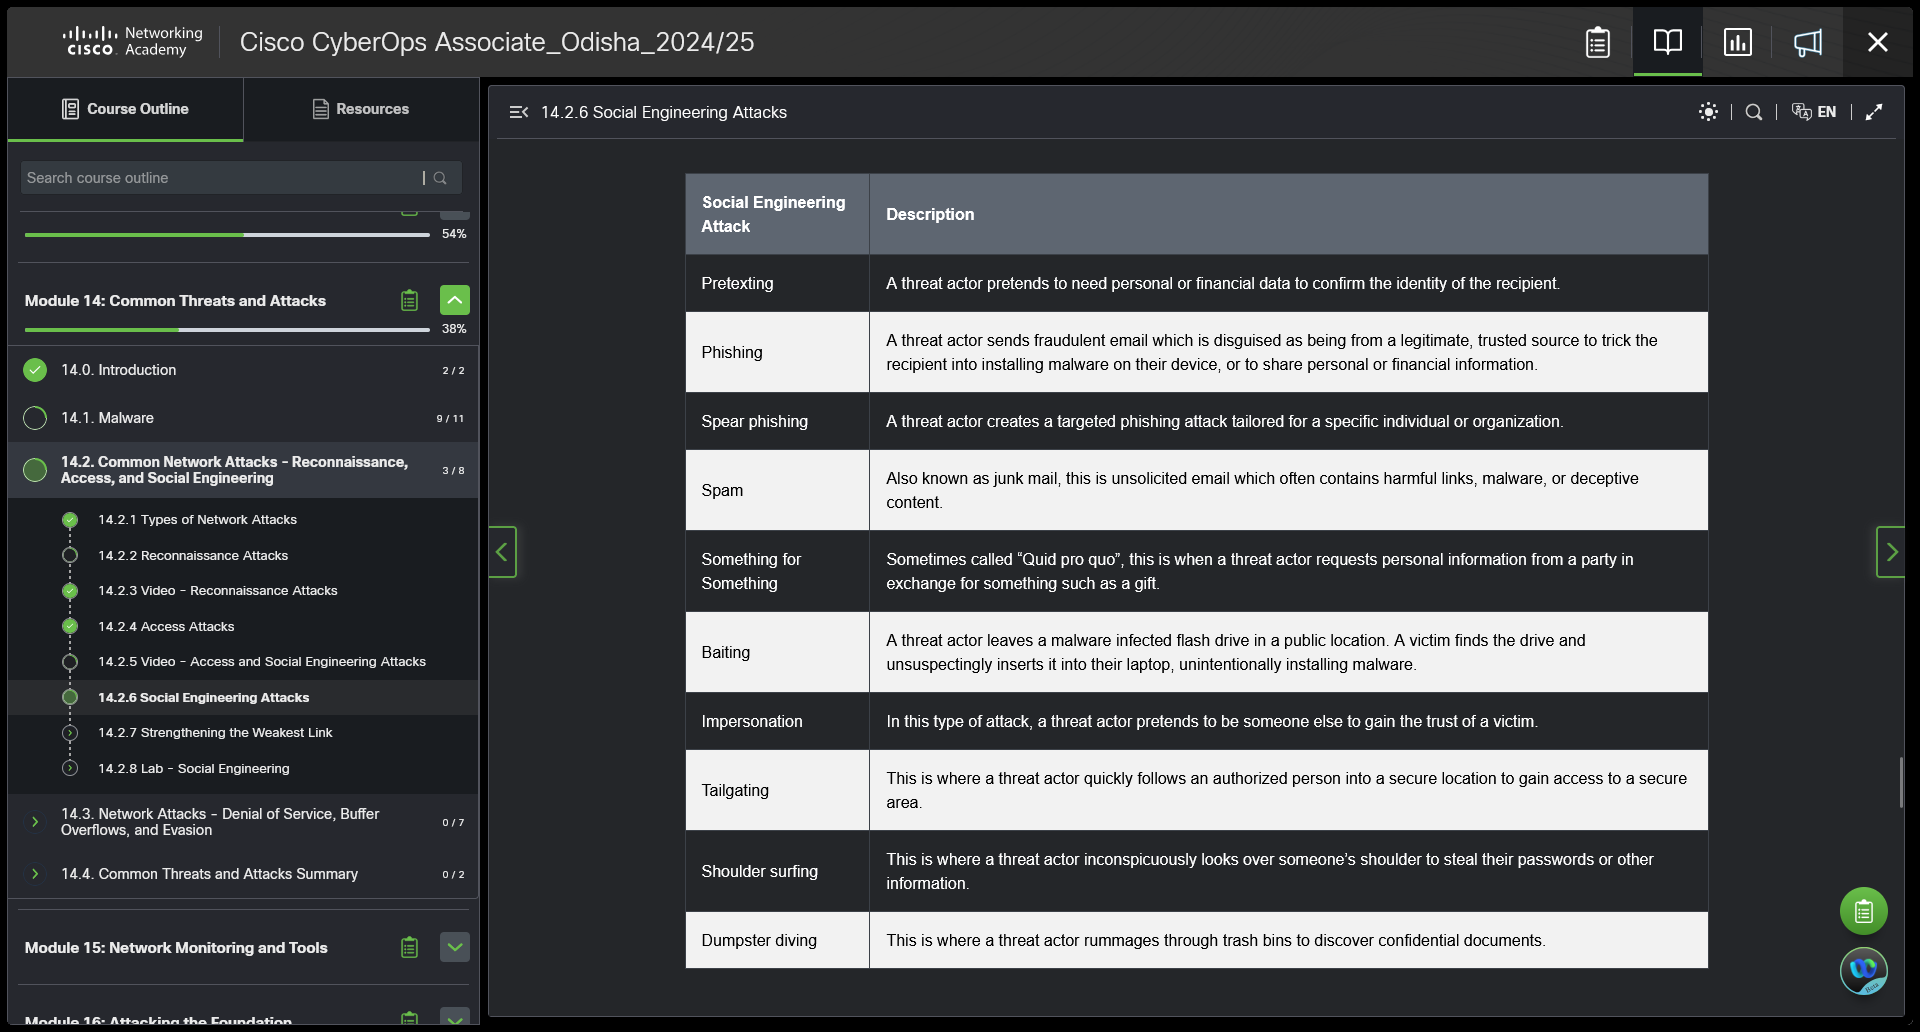 Networking
CISCO Academy
Cisco CyberOps Associate_Odisha_2024/25
Course Outline
Resources
Search course outline
54%
Module 14: Common Threats and Attacks
38%
14.0. Introduction
2 / 2
14.1. Malware
9 / 11
14.2. Common Network Attacks - Reconnaissance,
Access, and Social Engineering
3 / 8
14.2.1 Types of Network Attacks
14.2.2 Reconnaissance Attacks
14.2.3 Video - Reconnaissance Attacks
14.2.4 Access Attacks
14.2.5 Video - Access and Social Engineering Attacks
14.2.6 Social Engineering Attacks
14.2.7 Strengthening the Weakest Link
14.2.8 Lab - Social Engineering
14.3. Network Attacks - Denial of Service, Buffer
Overflows, and Evasion
0 / 7
14.4. Common Threats and Attacks Summary
0 / 2
Module 15: Network Monitoring and Tools
Module 16: Attacking the Foundation
14.2.6 Social Engineering Attacks
EN
Social Engineering
Attack
Description
Pretexting
A threat actor pretends to need personal or financial data to confirm the identity of the recipient.
Phishing
A threat actor sends fraudulent email which is disguised as being from a legitimate, trusted source to trick the
recipient into installing malware on their device, or to share personal or financial information.
Spear phishing
A threat actor creates a targeted phishing attack tailored for a specific individual or organization.
Spam
Also known as junk mail, this is unsolicited email which often contains harmful links, malware, or deceptive
content.
Something for
Something
Sometimes called “Quid pro quo”, this is when a threat actor requests personal information from a party in
exchange for something such as a gift.
Baiting
A threat actor leaves a malware infected flash drive in a public location. A victim finds the drive and
unsuspectingly inserts it into their laptop, unintentionally installing malware.
Impersonation
In this type of attack, a threat actor pretends to be someone else to gain the trust of a victim.
Tailgating
This is where a threat actor quickly follows an authorized person into a secure location to gain access to a secure
area.
Shoulder surfing
This is where a threat actor inconspicuously looks over someone’s shoulder to steal their passwords or other
information.
Dumpster diving
This is where a threat actor rummages through trash bins to discover confidential documents.
Beta